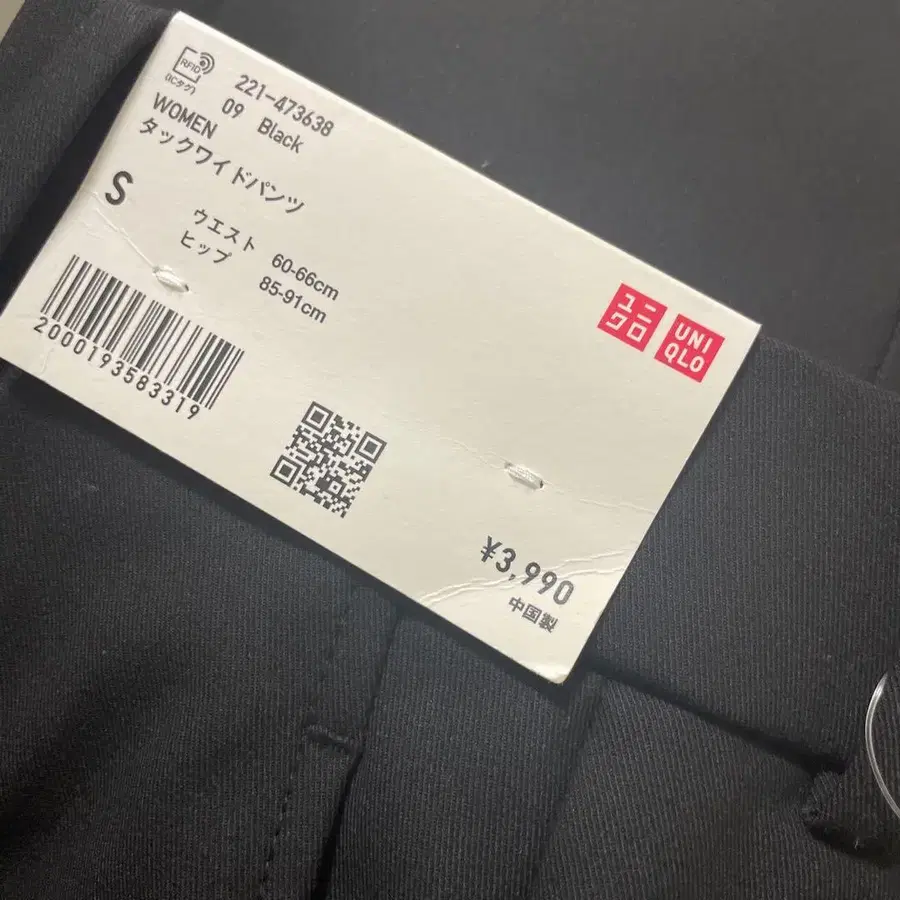 RFID
(ICタグ)
221-473638
09 Black
WOMEN
タックワイドパンツ
S
ウエスト 60-66cm
ヒップ 85-91cm
2000193583319
ユニ
クロ
UNI
QLO
¥3,990
中国製